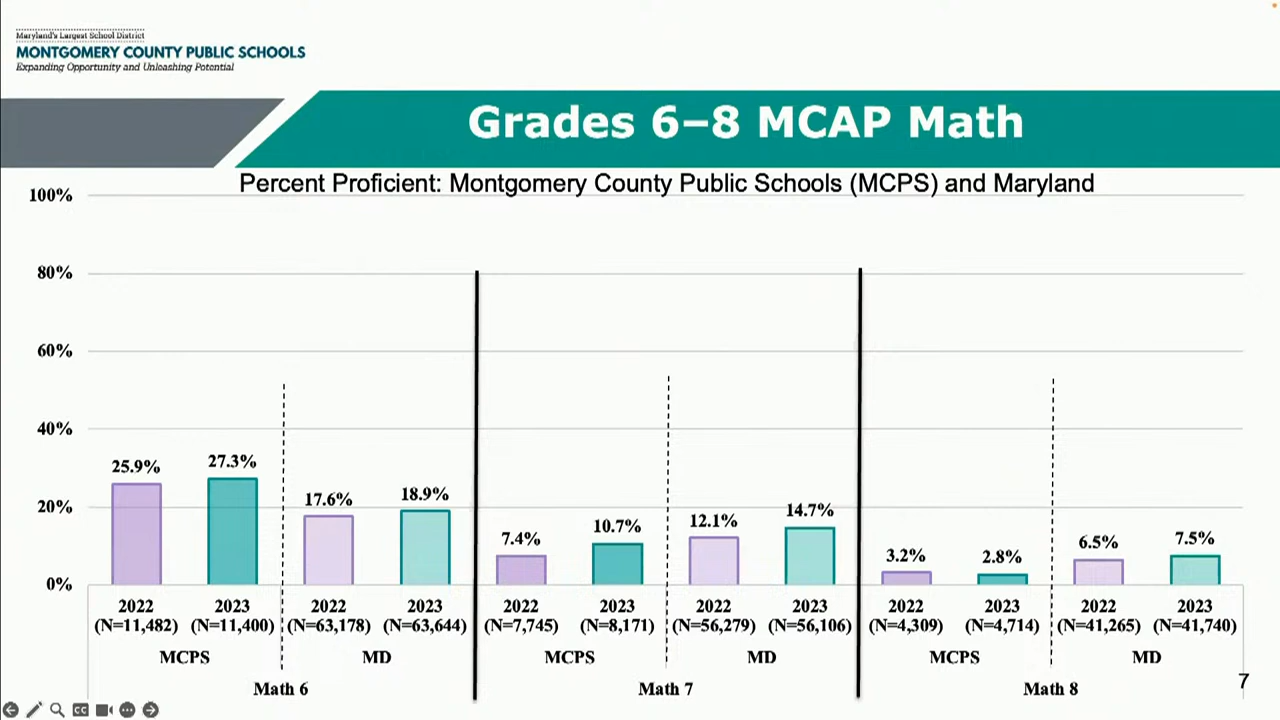 Maryland's Largest School District
MONTGOMERY COUNTY PUBLIC SCHOOLS
Expanding Opportunity and Unleashing Potential
Grades 6–8 MCAP Math
Percent Proficient: Montgomery County Public Schools (MCPS) and Maryland
100%
80%
60%
40%
20%
0%
25.9% 27.3% 17.6% 18.9% 7.4% 10.7% 12.1% 14.7% 3.2% 2.8% 6.5% 7.5%
2022 2023 2022 2023 2022 2023 2022 2023 2022 2023 2022 2023
(N=11,482) (N=11,400) (N=63,178) (N=63,644) (N=7,745) (N=8,171) (N=56,279) (N=56,106) (N=4,309) (N=4,714) (N=41,265) (N=41,740)
MCPS MD MCPS MD MCPS MD
Math 6 Math 7 Math 8
7
CC